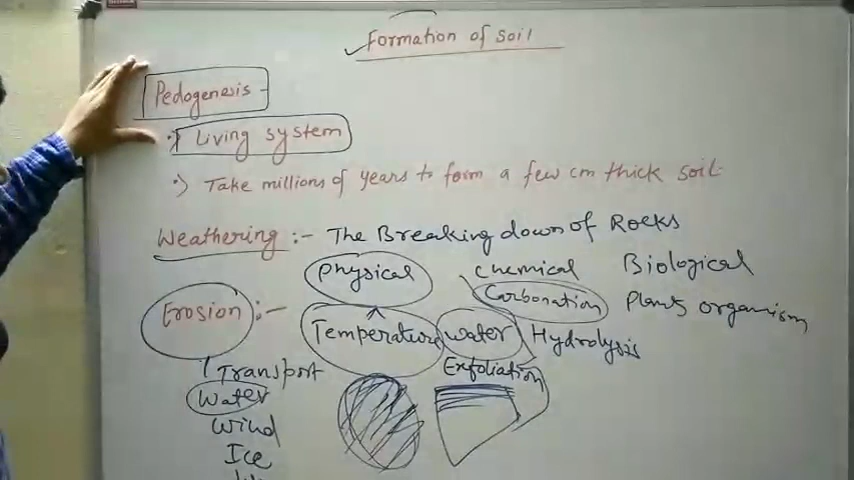 Formation of soil
Pedogenesis
Living system
Take millions of years to form a few cm thick soil
Weathering :- The Breaking down of Rocks
Physical Chemical Biological
Carbonation Plants organism
Erosion :- Temperature water Hydrolysis
Exfoliation
Transport
Water
Wind
Ice